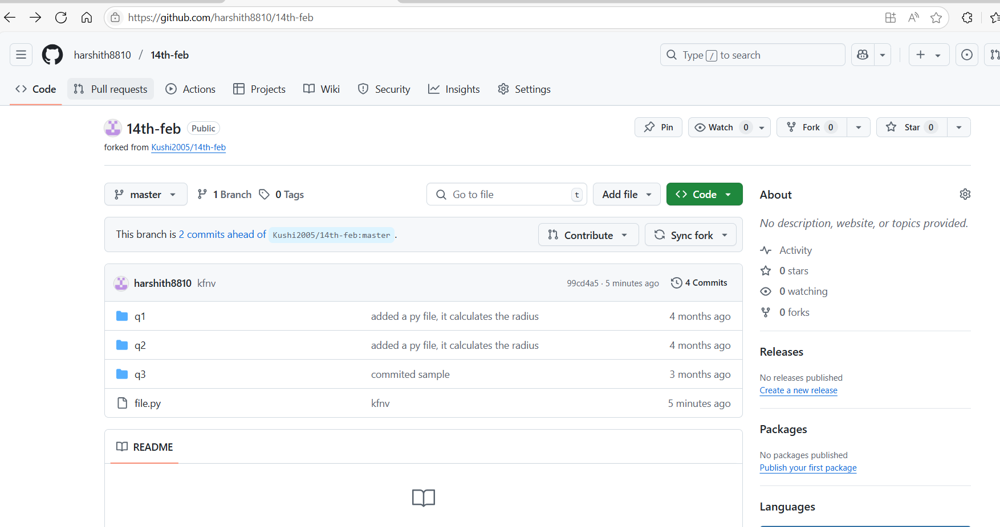 https://github.com/harshith8810/14th-feb
harshith8810 / 14th-feb
Type / to search
Code Pull requests Actions Projects Wiki Security Insights Settings
14th-feb Public
Pin Watch 0 Fork 0 Star 0
forked from Kushi2005/14th-feb
master 1 Branch 0 Tags Go to file t Add file Code
This branch is 2 commits ahead of Kushi2005/14th-feb:master .
Contribute Sync fork
harshith8810 kfnv 99cd4a5 · 5 minutes ago 4 Commits
q1 added a py file, it calculates the radius 4 months ago
q2 added a py file, it calculates the radius 4 months ago
q3 commited sample 3 months ago
file.py kfnv 5 minutes ago
README
About
No description, website, or topics provided.
Activity
0 stars
0 watching
0 forks
Releases
No releases published
Create a new release
Packages
No packages published
Publish your first package
Languages